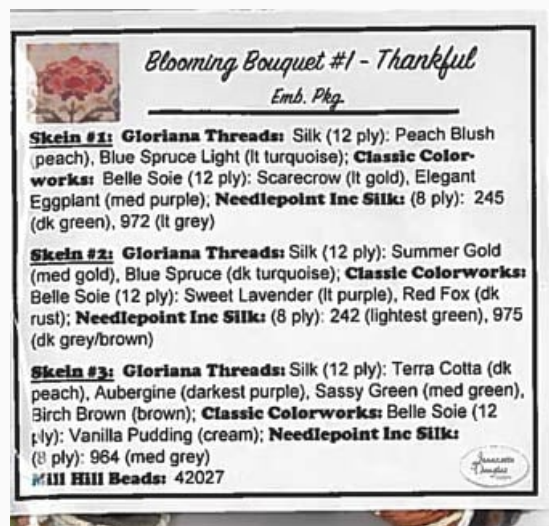 Blooming Bouquet #1 - Thankful
Emb. Pkg.
Skein #1: Gloriana Threads: Silk (12 ply): Peach Blush
(peach), Blue Spruce Light (lt turquoise); Classic Color-
works: Belle Soie (12 ply): Scarecrow (lt gold), Elegant
Eggplant (med purple); Needlepoint Inc Silk: (8 ply): 245
(dk green), 972 (lt grey)
Skein #2: Gloriana Threads: Silk (12 ply): Summer Gold
(med gold), Blue Spruce (dk turquoise); Classic Colorworks:
Belle Soie (12 ply): Sweet Lavender (lt purple), Red Fox (dk
rust); Needlepoint Inc Silk: (8 ply): 242 (lightest green), 975
(dk grey/brown)
Skein #3: Gloriana Threads: Silk (12 ply): Terra Cotta (dk
peach), Aubergine (darkest purple), Sassy Green (med green),
Birch Brown (brown); Classic Colorworks: Belle Soie (12
ply): Vanilla Pudding (cream); Needlepoint Inc Silk:
(8 ply): 964 (med grey)
Mill Hill Beads: 42027
Jeannette
Douglas